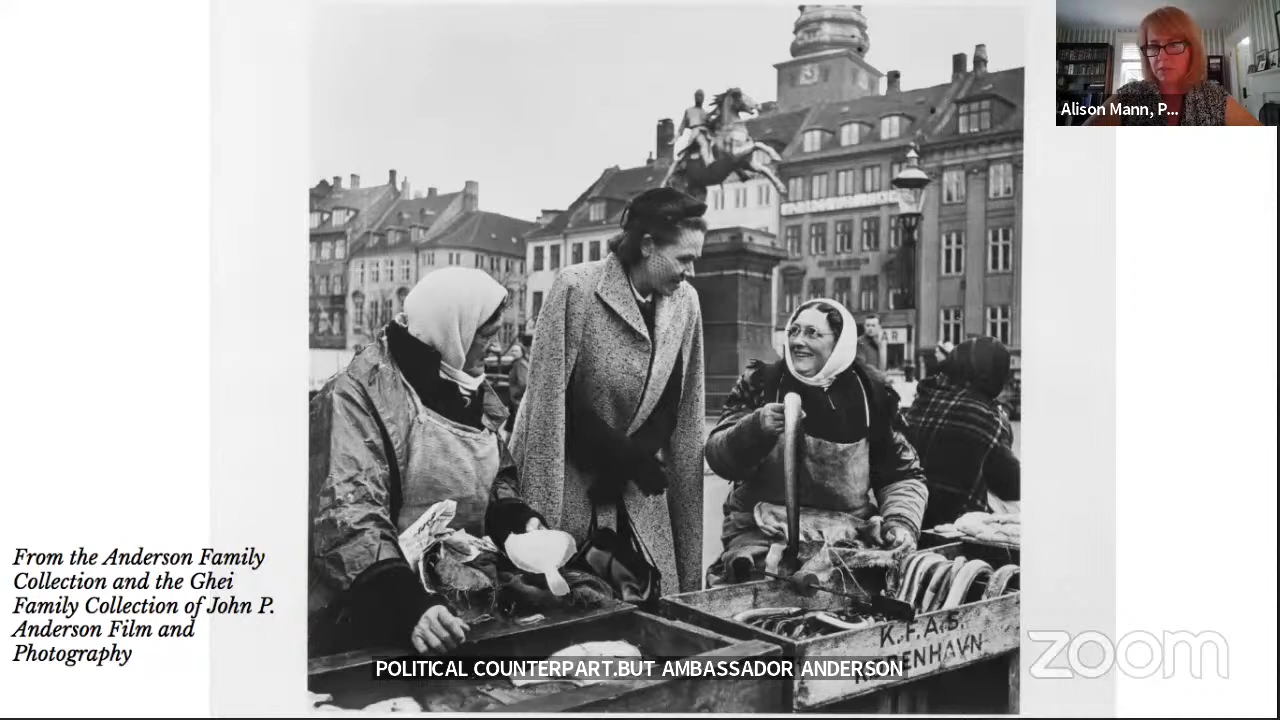 Alison Mann, P...
From the Anderson Family
Collection and the Ghei
Family Collection of John P.
Anderson Film and
Photography
K.F.A.B.
POLITICAL COUNTERPART.BUT AMBASSADOR ANDERSON
zoom